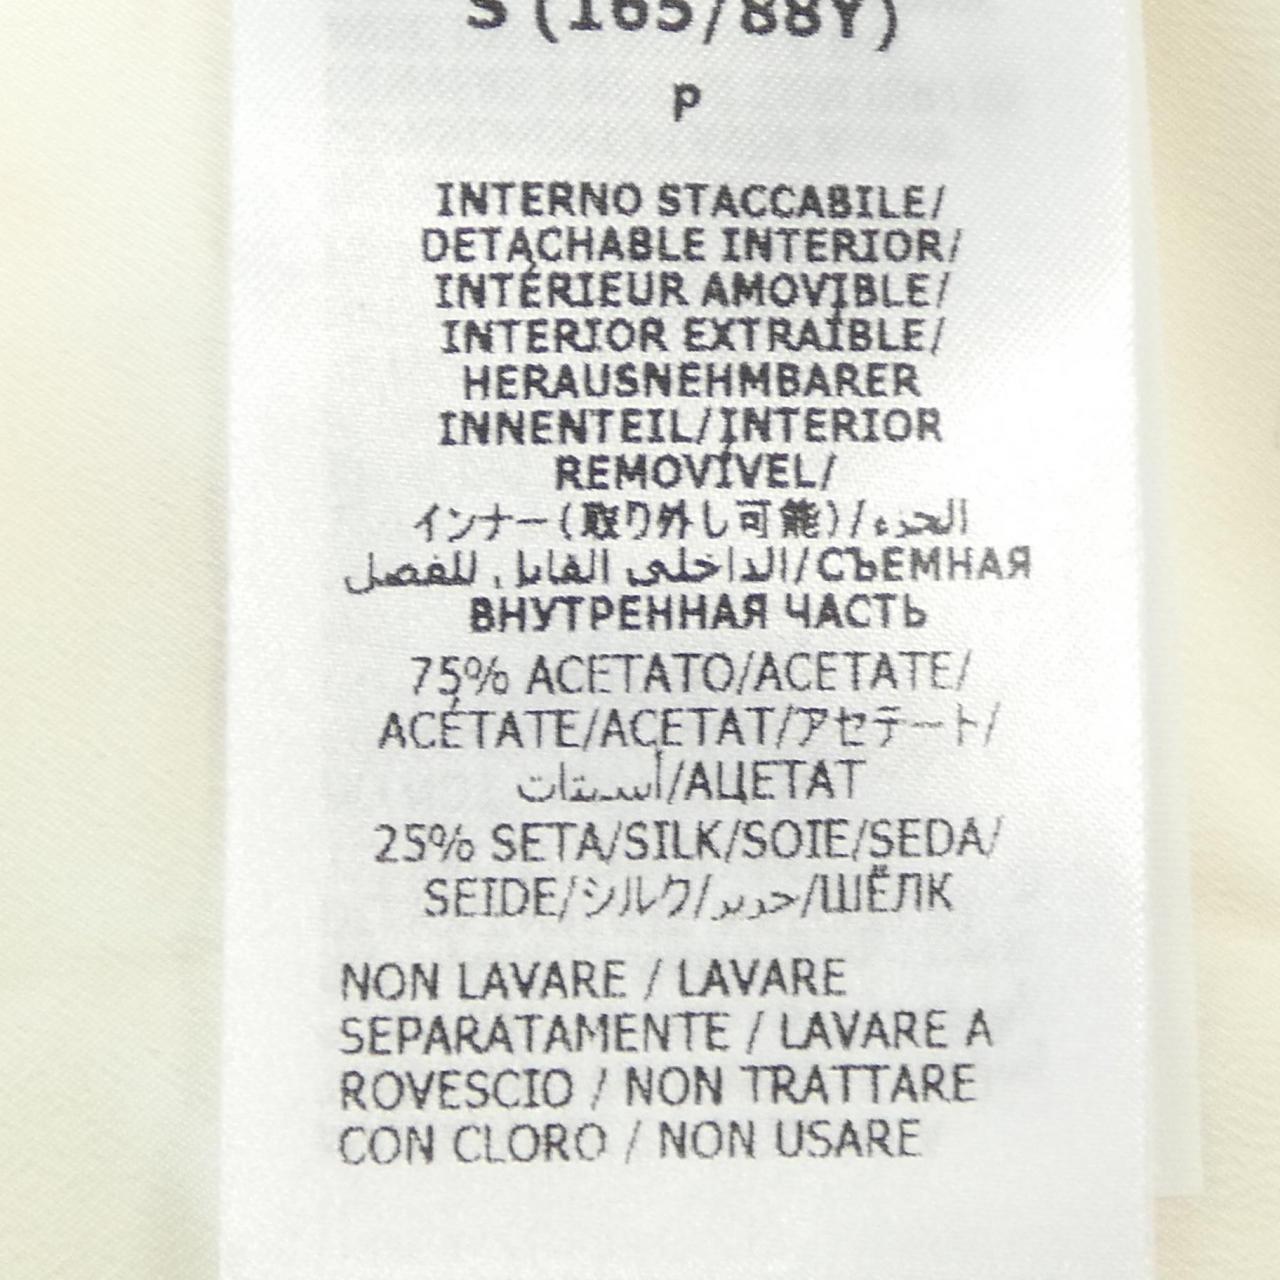 S (165/88Y)
P
INTERNO STACCABILE/
DETACHABLE INTERIOR/
INTÉRIEUR AMOVIBLE/
INTERIOR EXTRAÍBLE/
HERAUSNEHMBARER
INNENTEIL/INTERIOR
REMOVÍVEL/
インナー(取り外し可能)/الجزء
الداخلي القابل للفصل/СЪЕМНАЯ
ВНУТРЕННАЯ ЧАСТЬ
75% ACETATO/ACETATE/
ACÉTATE/ACETAT/アセテート/
أسيتات/АЦЕТАТ
25% SETA/SILK/SOIE/SEDA/
SEIDE/シルク/حرير/ШЁЛК
NON LAVARE / LAVARE
SEPARATAMENTE / LAVARE A
ROVESCIO / NON TRATTARE
CON CLORO / NON USARE